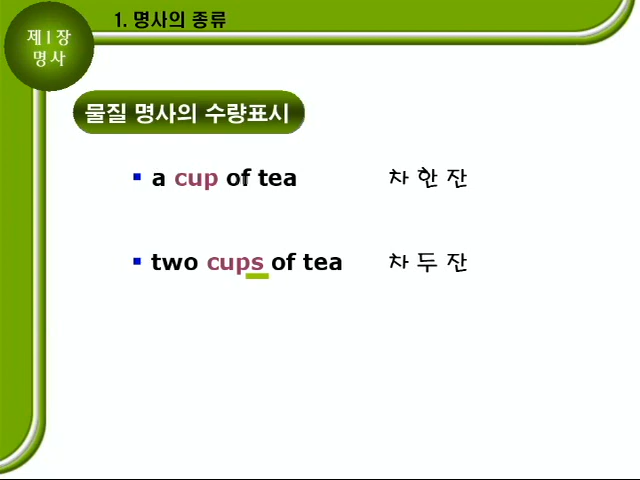 1. 명사의 종류
제1장
명사
물질 명사의 수량표시
▪ a cup of tea 차 한 잔
▪ two cups of tea 차 두 잔